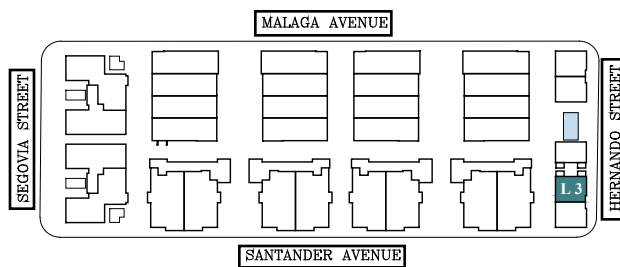 MALAGA AVENUE
SEGOVIA STREET
HERNANDO STREET
L 3
SANTANDER AVENUE